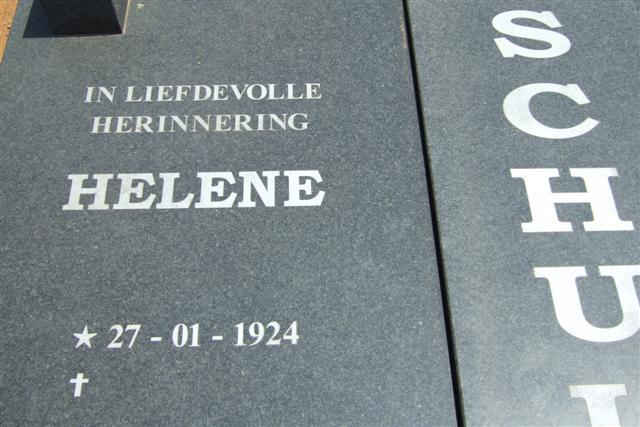 IN LIEFDEVOLLE
HERINNERING
HELENE
★ 27 - 01 - 1924
✝
S
C
H
U